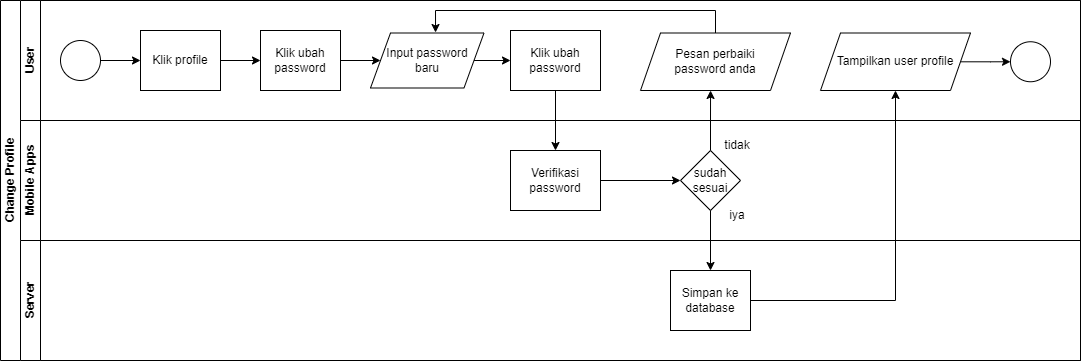 Change Profile
User
Klik profile
Klik ubah
password
Input password
baru
Klik ubah
password
Pesan perbaiki
password anda
Tampilkan user profile
Mobile Apps
Verifikasi
password
tidak
sudah
sesuai
iya
Server
Simpan ke
database